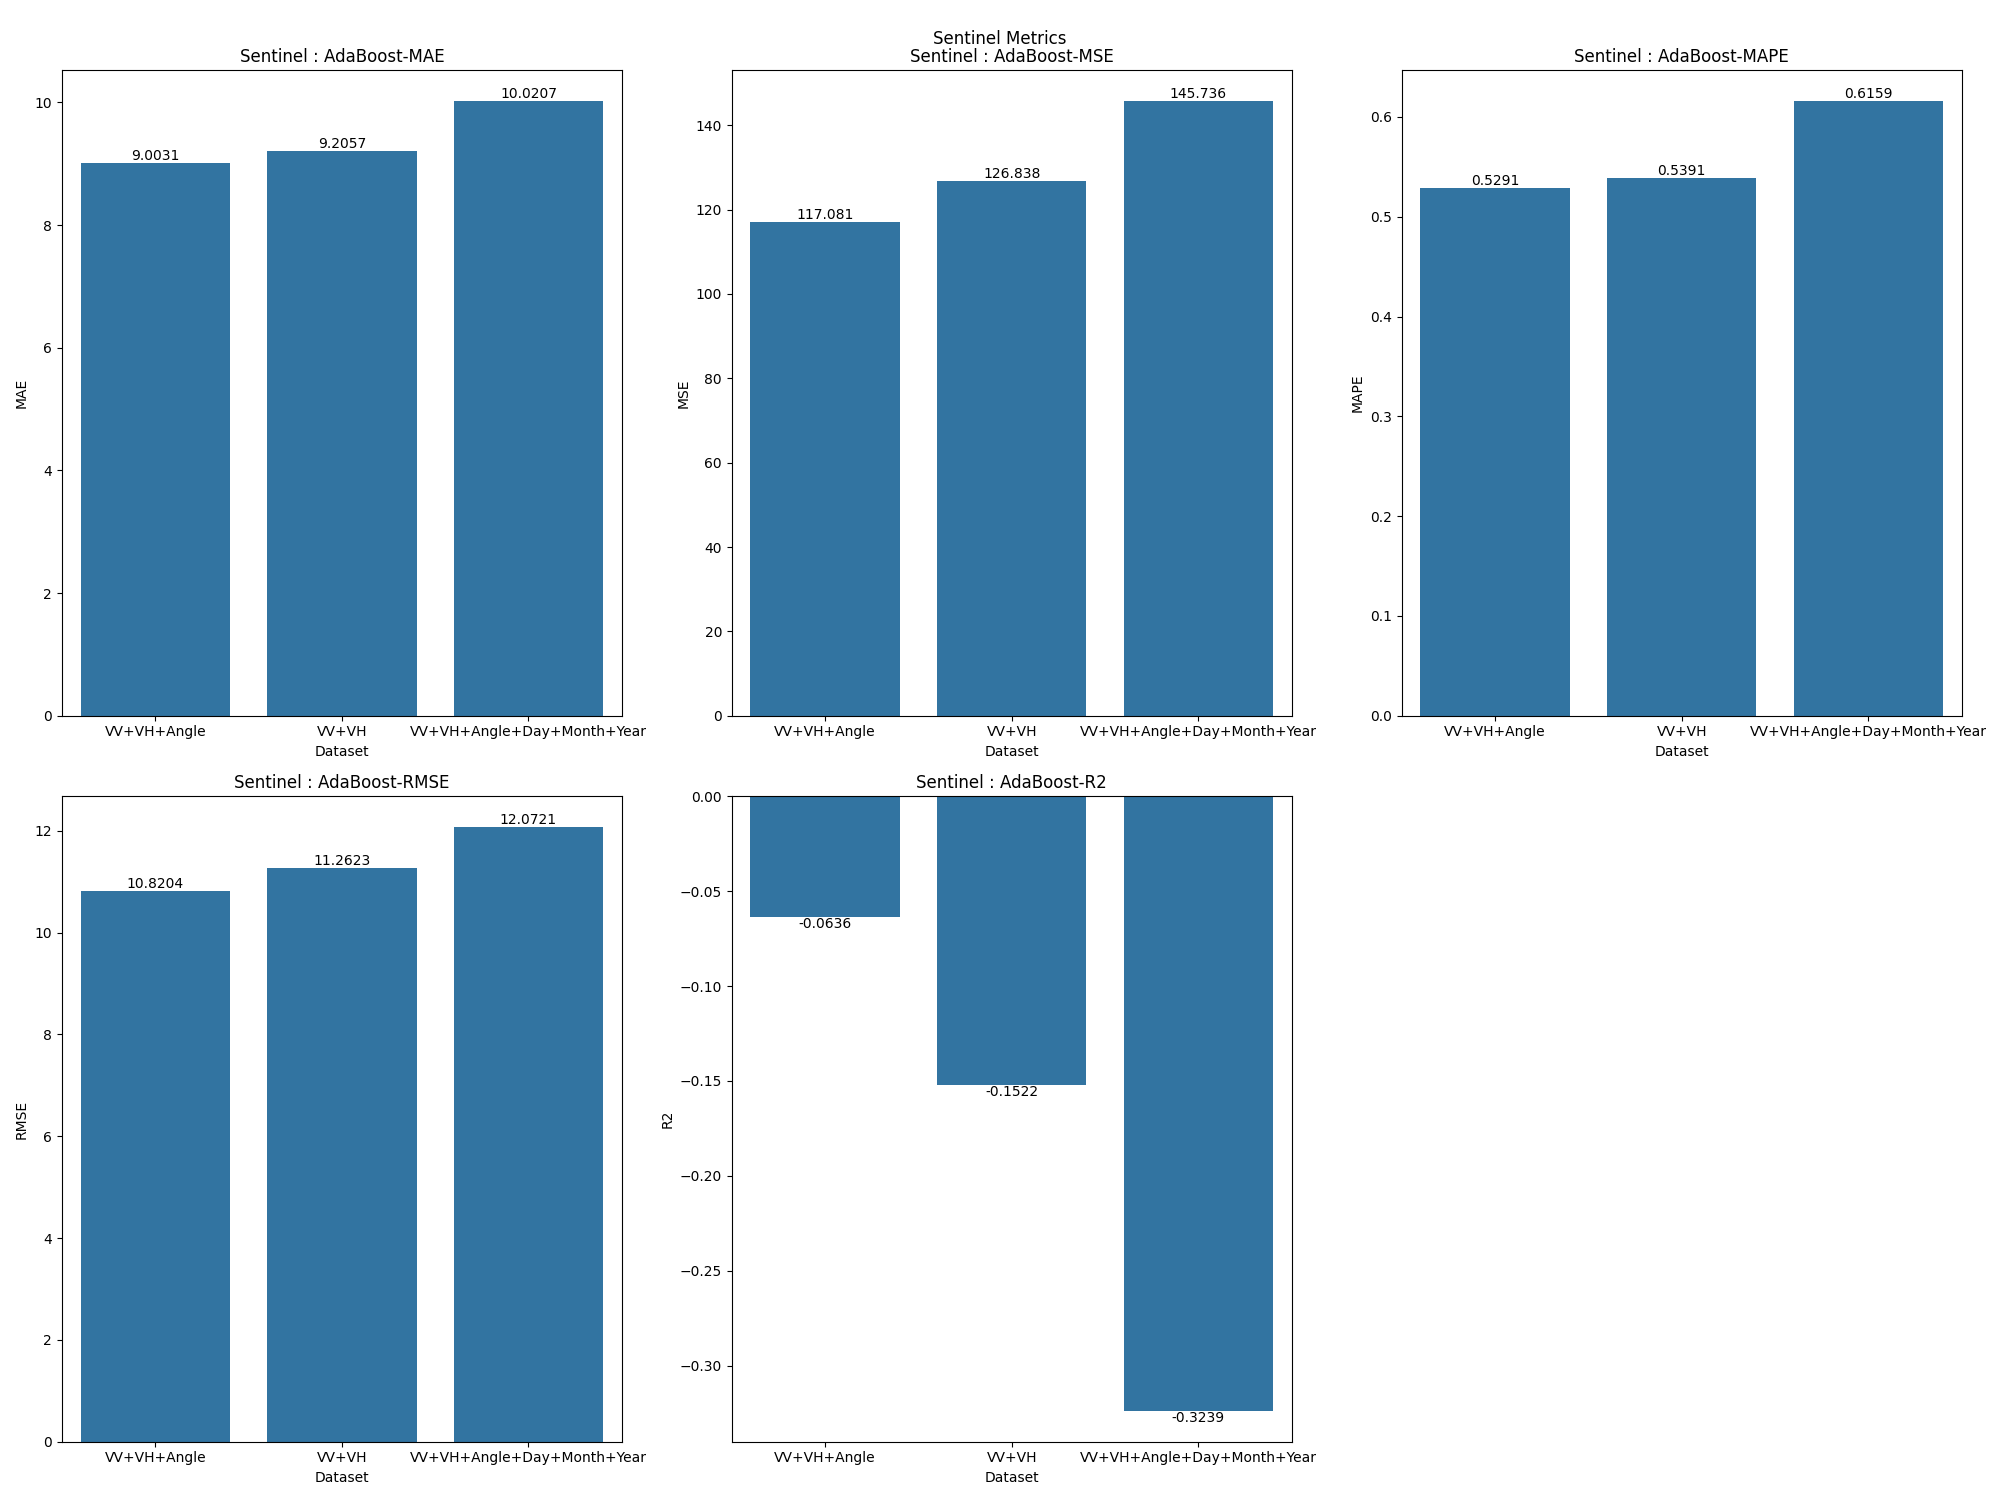 Sentinel Metrics
Sentinel : AdaBoost-MAE
10
8
6
4
2
0
MAE
9.0031
9.2057
10.0207
VV+VH+Angle
VV+VH
VV+VH+Angle+Day+Month+Year
Dataset
Sentinel : AdaBoost-MSE
140
120
100
80
60
40
20
0
MSE
117.081
126.838
145.736
VV+VH+Angle
VV+VH
VV+VH+Angle+Day+Month+Year
Dataset
Sentinel : AdaBoost-MAPE
0.6
0.5
0.4
0.3
0.2
0.1
0.0
MAPE
0.5291
0.5391
0.6159
VV+VH+Angle
VV+VH
VV+VH+Angle+Day+Month+Year
Dataset
Sentinel : AdaBoost-RMSE
12
10
8
6
4
2
0
RMSE
10.8204
11.2623
12.0721
VV+VH+Angle
VV+VH
VV+VH+Angle+Day+Month+Year
Dataset
Sentinel : AdaBoost-R2
0.00
−0.05
−0.10
−0.15
−0.20
−0.25
−0.30
R2
-0.0636
-0.1522
-0.3239
VV+VH+Angle
VV+VH
VV+VH+Angle+Day+Month+Year
Dataset